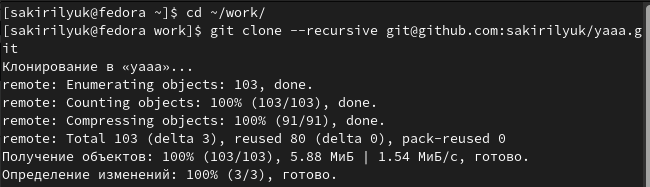 [sakirilyuk@fedora ~]$ cd ~/work/
[sakirilyuk@fedora work]$ git clone --recursive git@github.com:sakirilyuk/yaaa.g
it
Клонирование в «yaaa»...
remote: Enumerating objects: 103, done.
remote: Counting objects: 100% (103/103), done.
remote: Compressing objects: 100% (91/91), done.
remote: Total 103 (delta 3), reused 80 (delta 0), pack-reused 0
Получение объектов: 100% (103/103), 5.88 МиБ | 1.54 МиБ/с, готово.
Определение изменений: 100% (3/3), готово.